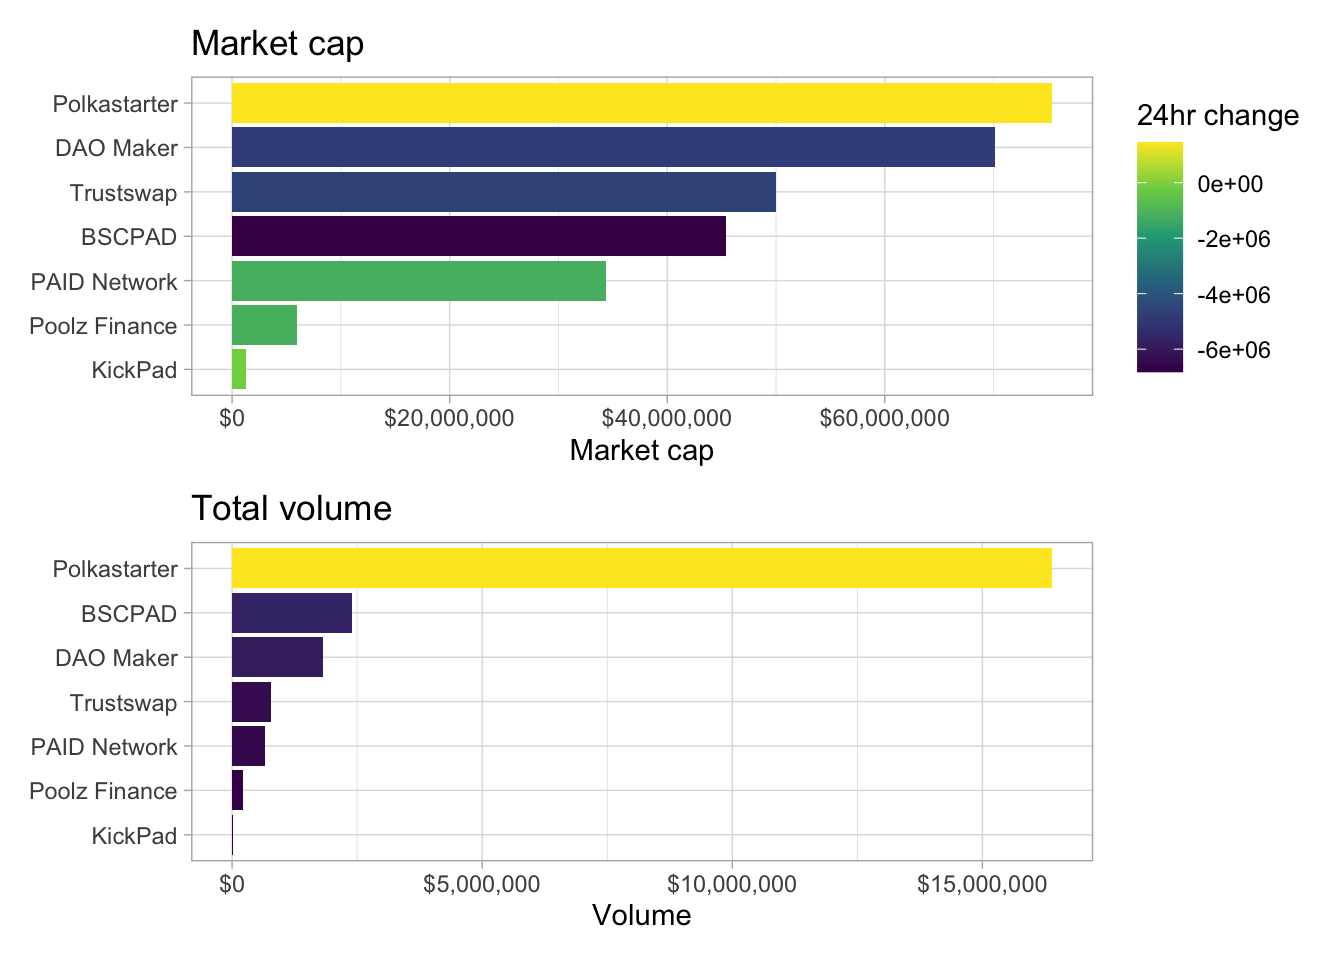 Market cap
Polkastarter
DAO Maker
Trustswap
BSCPAD
PAID Network
Poolz Finance
KickPad
$0 $20,000,000 $40,000,000 $60,000,000
Market cap
24hr change
0e+00
-2e+06
-4e+06
-6e+06
Total volume
Polkastarter
BSCPAD
DAO Maker
Trustswap
PAID Network
Poolz Finance
KickPad
$0 $5,000,000 $10,000,000 $15,000,000
Volume